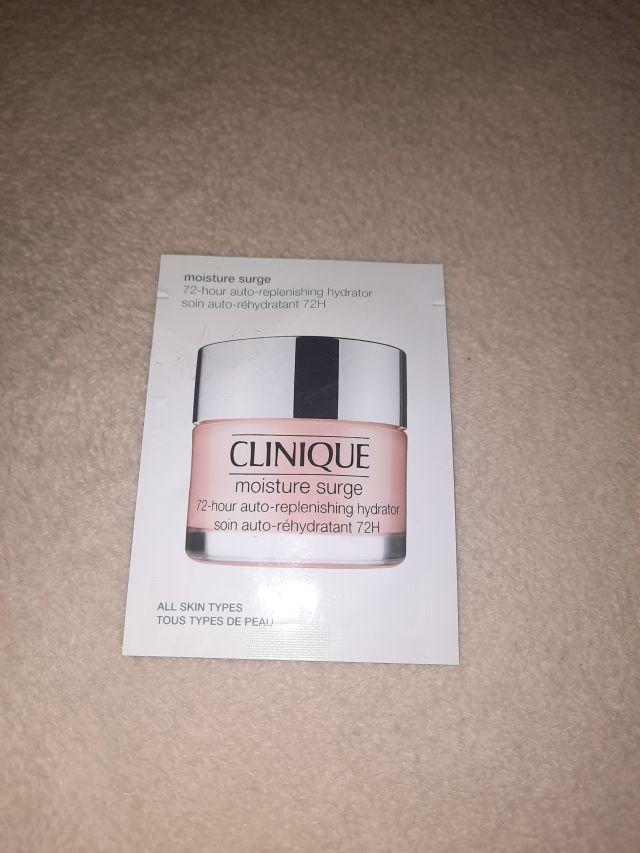 moisture surge
72-hour auto-replenishing hydrator
soin auto-réhydratant 72H
CLINIQUE
moisture surge
72-hour auto-replenishing hydrator
soin auto-réhydratant 72H
ALL SKIN TYPES
TOUS TYPES DE PEAU